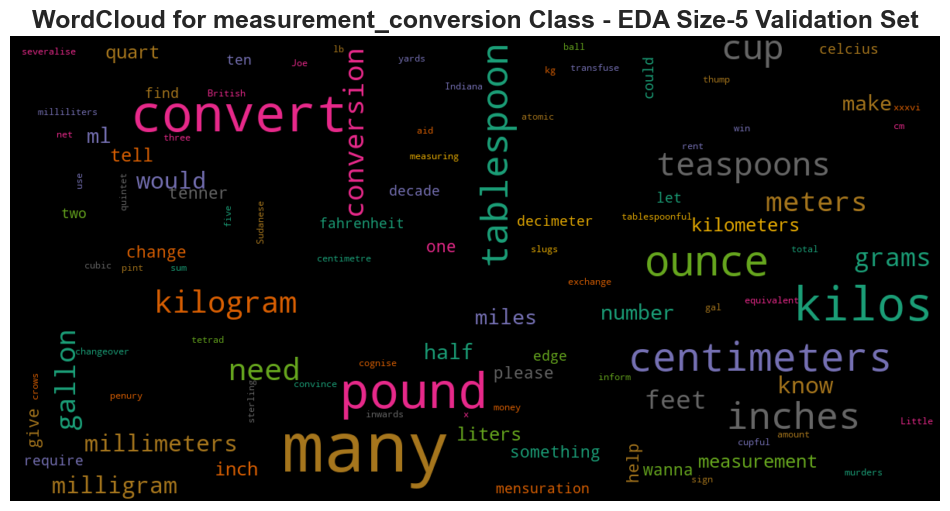 WordCloud for measurement_conversion Class - EDA Size-5 Validation Set
severalise
quart
lb
ten
Joe
conversion
yards
tablespoon
ball
transfuse
kg
Indiana
could
cup
celcius
thump
find
British
convert
milliliters
net
ml
three
tell
aid
atomic
measuring
win
make
xxxvi
cm
rent
teaspoons
use
quintet
would
tenner
decade
let
meters
two
five
Sudanese
fahrenheit
decimeter
tablespoonful
kilometers
change
cubic
pint
sum
centimetre
one
slugs
ounce
total
grams
exchange
kilogram
miles
number
gal
equivalent
kilos
gallon
changeover
tetrad
need
half
edge
please
cognise
convince
centimeters
inform
know
crows
penury
sterling
pound
inwards
x
money
feet
inches
Little
give
many
liters
amount
cupful
millimeters
require
inch
something
help
wanna
measurement
sign
murders
milligram
mensuration